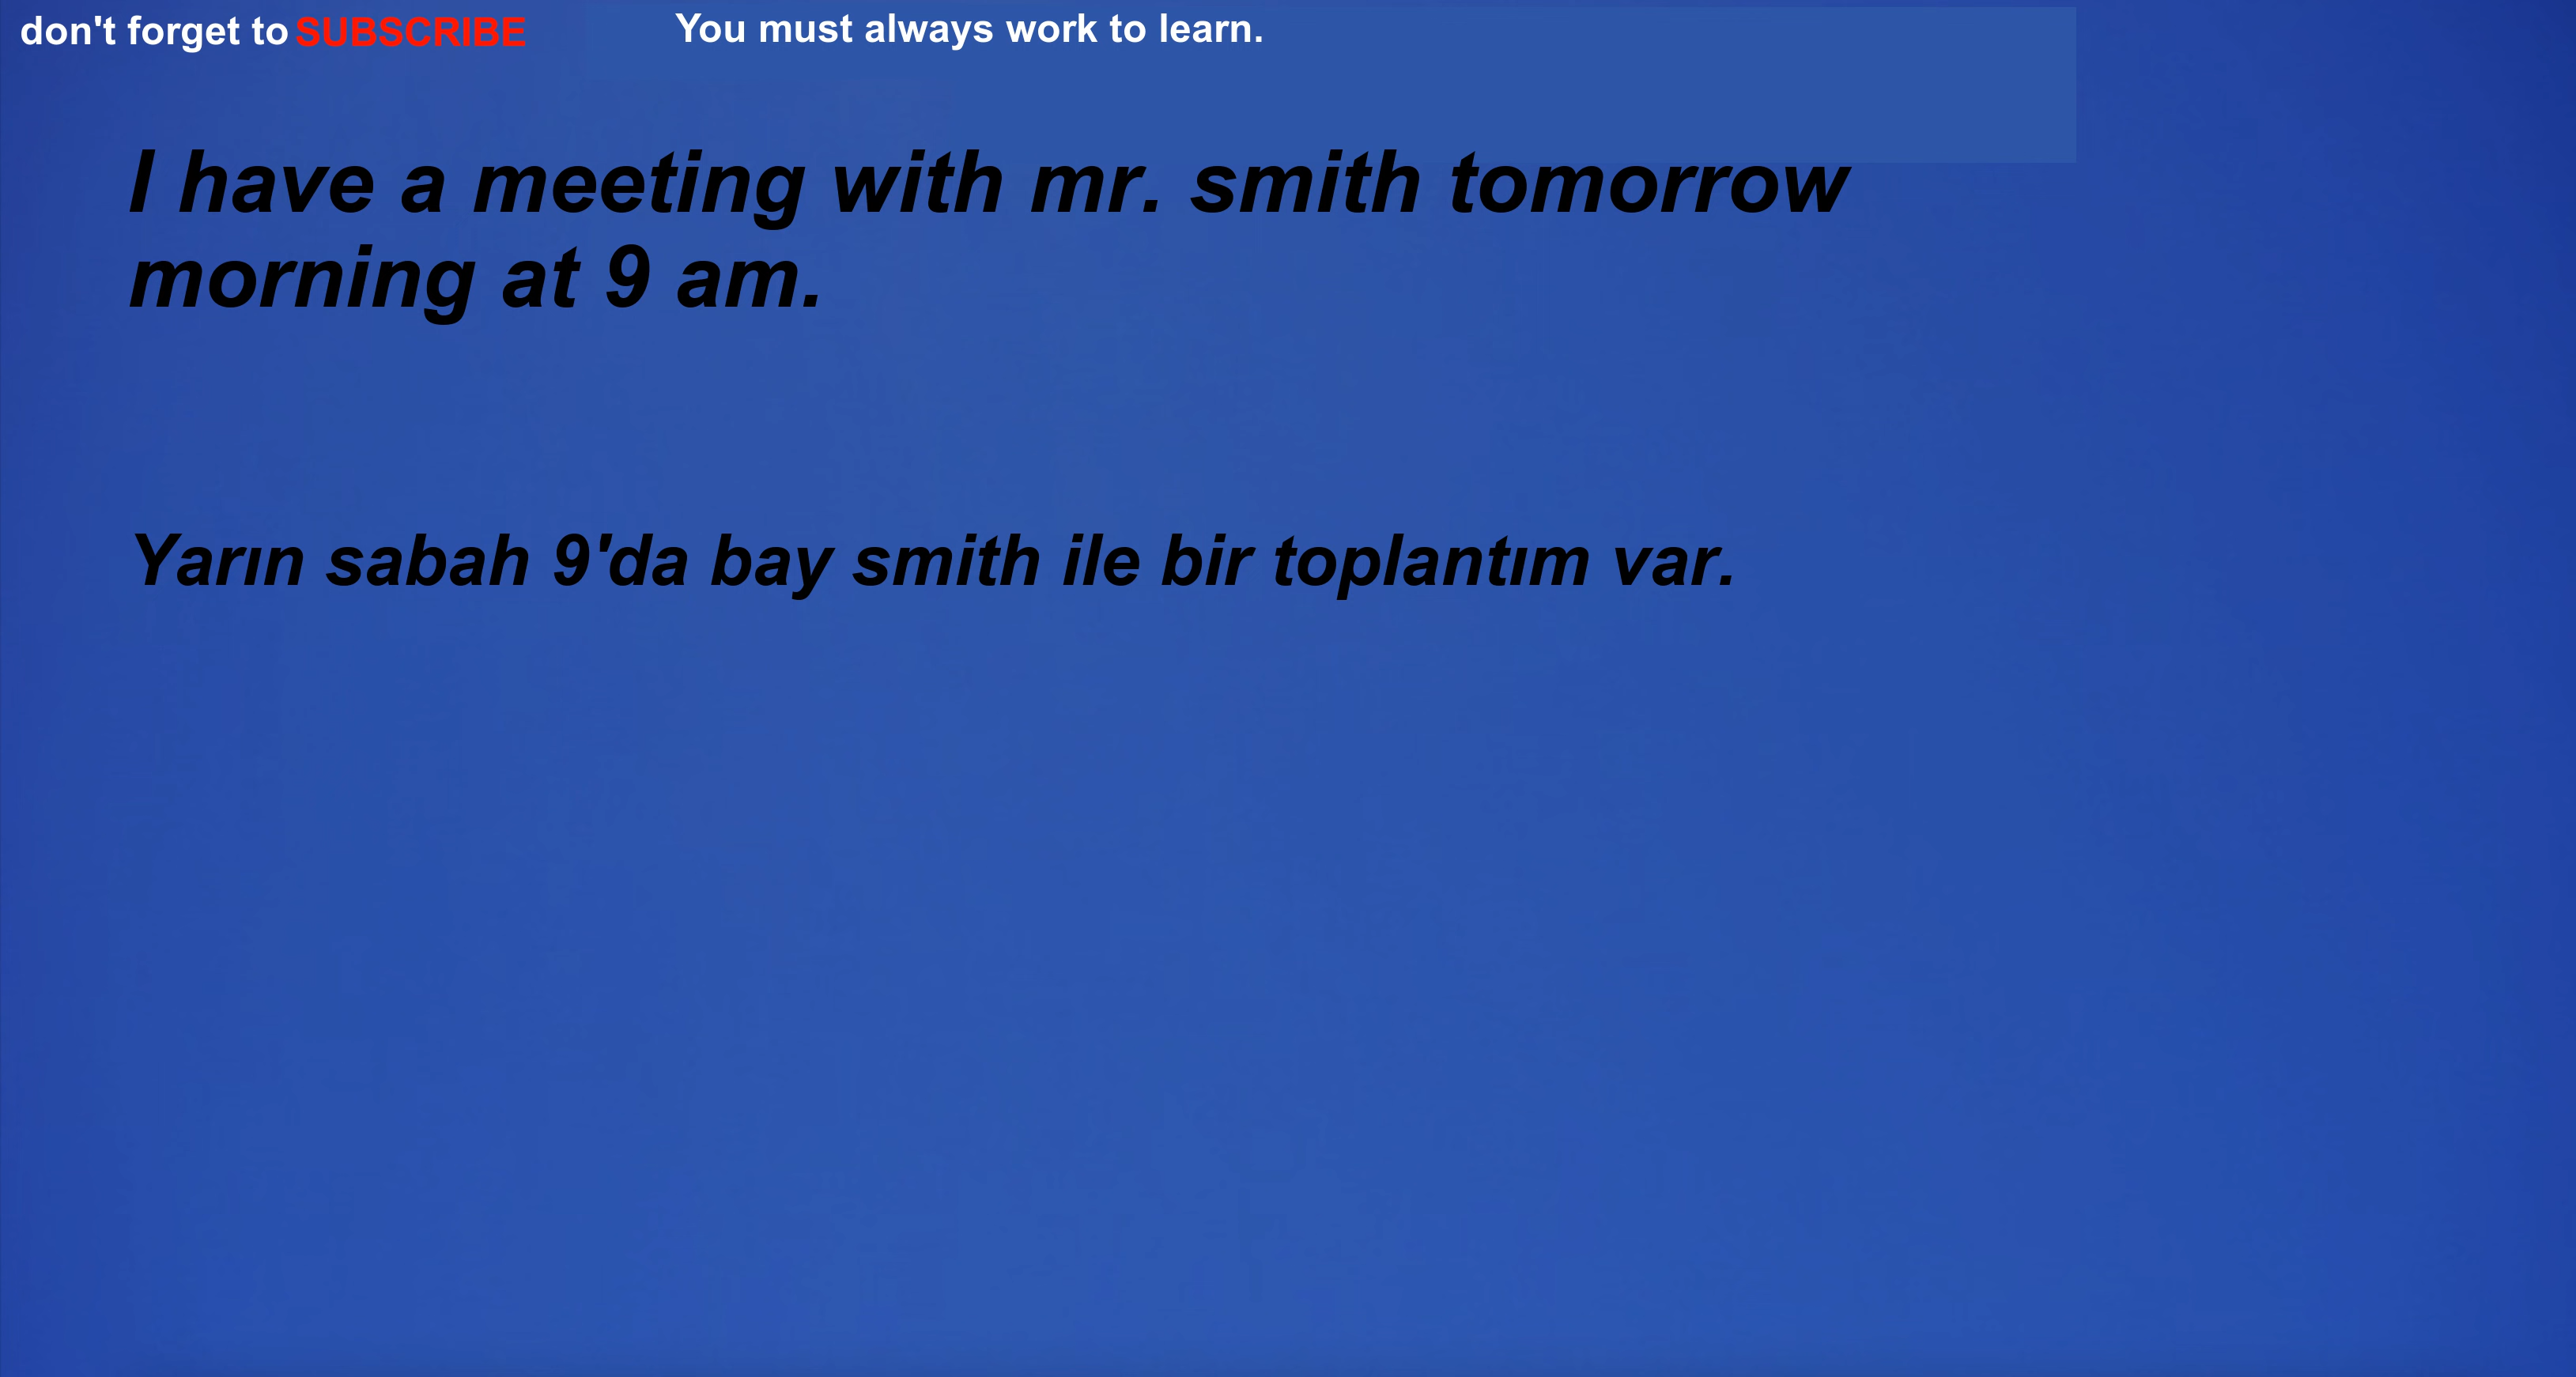 don't forget to SUBSCRIBE
You must always work to learn.
I have a meeting with mr. smith tomorrow
morning at 9 am.
Yarın sabah 9'da bay smith ile bir toplantım var.